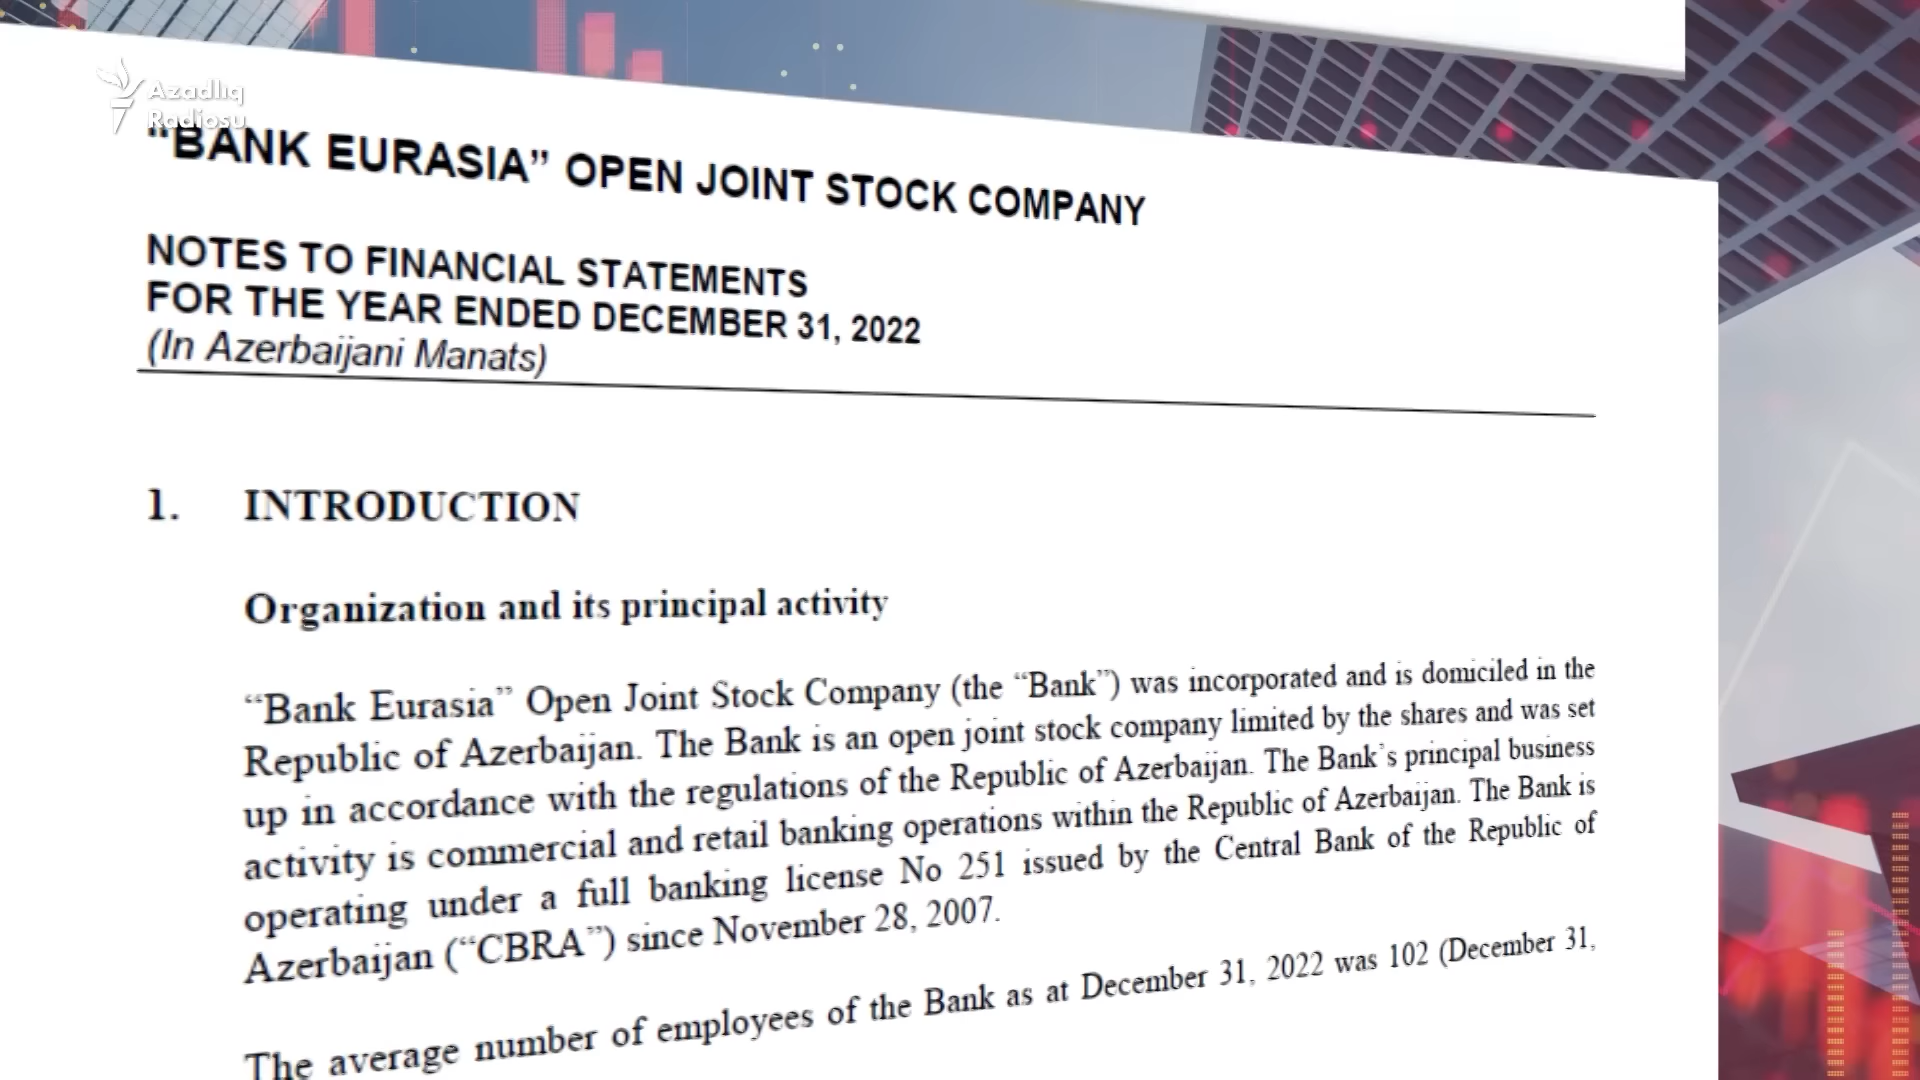 Azadlıq
Radiosu
“BANK EURASIA” OPEN JOINT STOCK COMPANY
NOTES TO FINANCIAL STATEMENTS
FOR THE YEAR ENDED DECEMBER 31, 2022
(In Azerbaijani Manats)
1. INTRODUCTION
Organization and its principal activity
“Bank Eurasia” Open Joint Stock Company (the “Bank”) was incorporated and is domiciled in the
Republic of Azerbaijan. The Bank is an open joint stock company limited by the shares and was set
up in accordance with the regulations of the Republic of Azerbaijan. The Bank’s principal business
activity is commercial and retail banking operations within the Republic of Azerbaijan. The Bank is
operating under a full banking license No 251 issued by the Central Bank of the Republic of
Azerbaijan (“CBRA”) since November 28, 2007.
The average number of employees of the Bank as at December 31, 2022 was 102 (December 31,